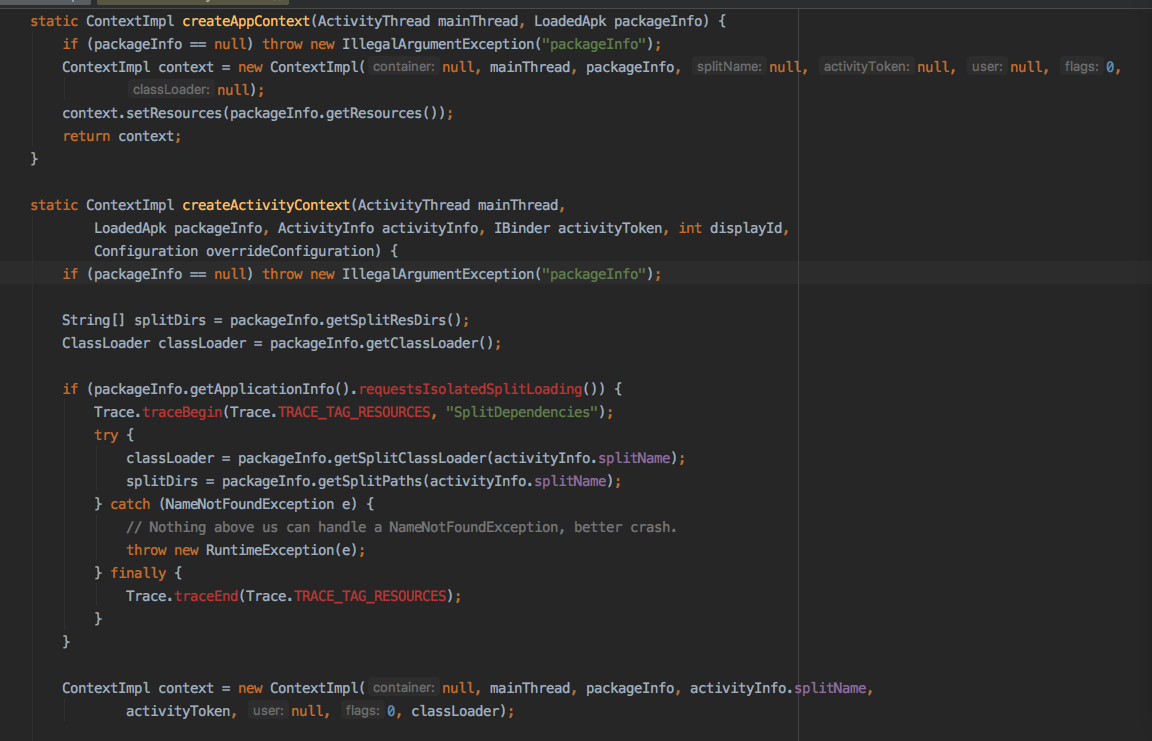 static ContextImpl createAppContext(ActivityThread mainThread, LoadedApk packageInfo) {
if (packageInfo == null) throw new IllegalArgumentException("packageInfo");
ContextImpl context = new ContextImpl( container: null, mainThread, packageInfo, splitName: null, activityToken: null, user: null, flags: 0,
classLoader: null);
context.setResources(packageInfo.getResources());
return context;
}
static ContextImpl createActivityContext(ActivityThread mainThread,
LoadedApk packageInfo, ActivityInfo activityInfo, IBinder activityToken, int displayId,
Configuration overrideConfiguration) {
if (packageInfo == null) throw new IllegalArgumentException("packageInfo");
String[] splitDirs = packageInfo.getSplitResDirs();
ClassLoader classLoader = packageInfo.getClassLoader();
if (packageInfo.getApplicationInfo().requestsIsolatedSplitLoading()) {
Trace.traceBegin(Trace.TRACE_TAG_RESOURCES, "SplitDependencies");
try {
classLoader = packageInfo.getSplitClassLoader(activityInfo.splitName);
splitDirs = packageInfo.getSplitPaths(activityInfo.splitName);
} catch (NameNotFoundException e) {
// Nothing above us can handle a NameNotFoundException, better crash.
throw new RuntimeException(e);
} finally {
Trace.traceEnd(Trace.TRACE_TAG_RESOURCES);
}
}
ContextImpl context = new ContextImpl( container: null, mainThread, packageInfo, activityInfo.splitName,
activityToken, user: null, flags: 0, classLoader);